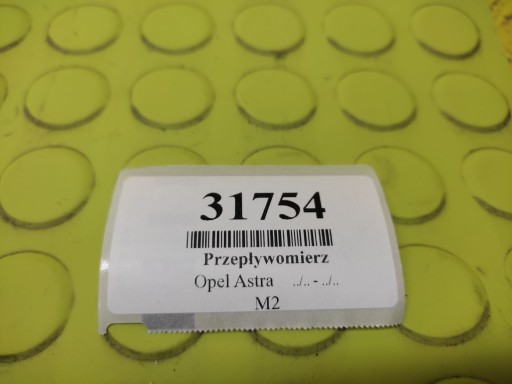 31754
Przepływomierz
Opel Astra ../.. - ../..
M2